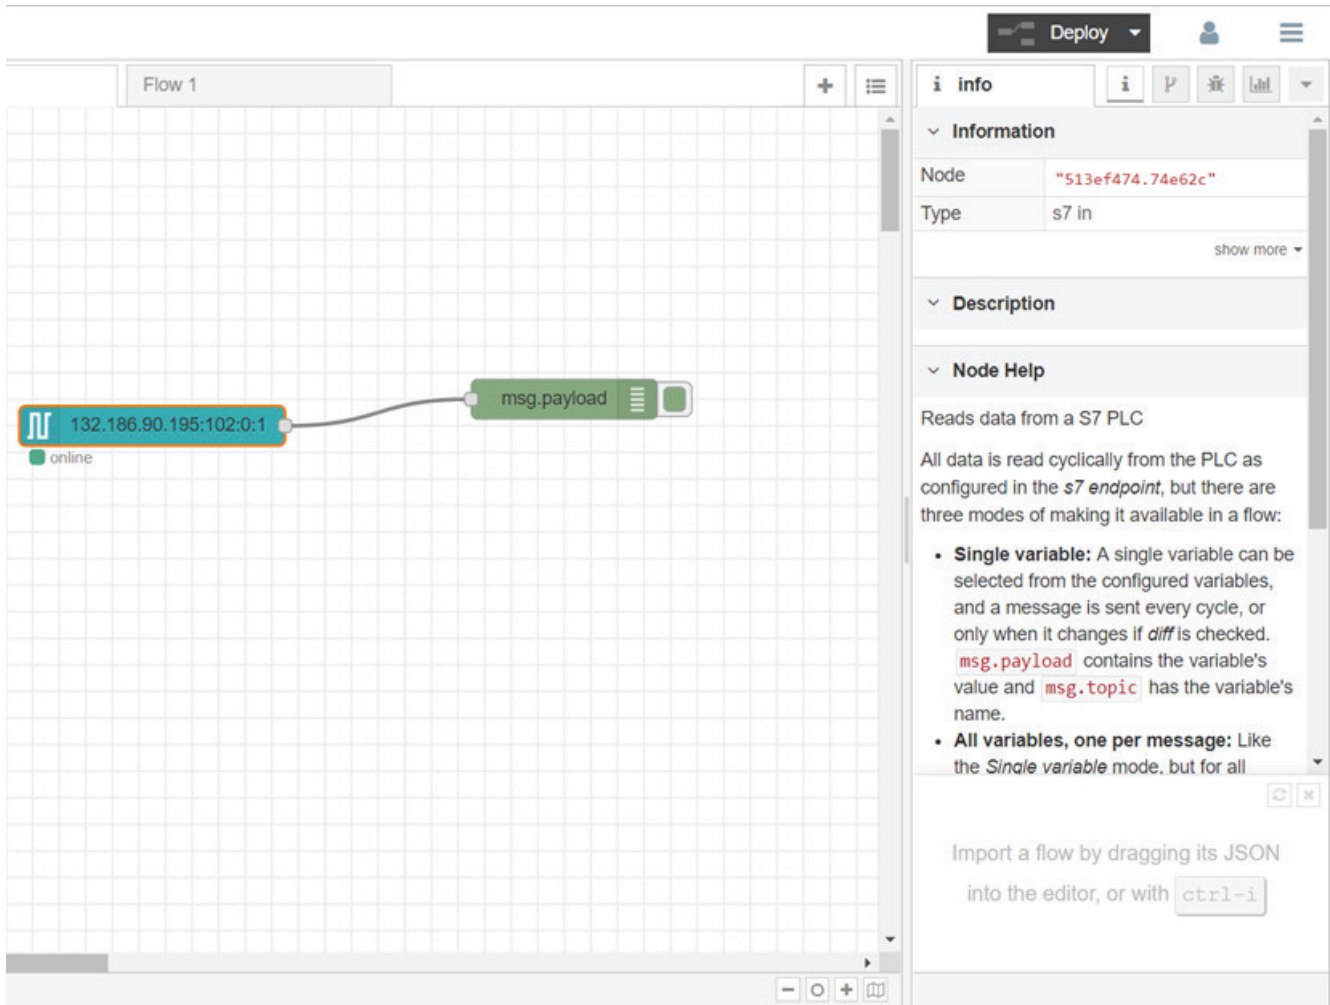 Deploy
Flow 1
i info
Information
Node "513ef474.74e62c"
Type s7 in
show more
Description
Node Help
Reads data from a S7 PLC
All data is read cyclically from the PLC as
configured in the s7 endpoint, but there are
three modes of making it available in a flow:
• Single variable: A single variable can be
selected from the configured variables,
and a message is sent every cycle, or
only when it changes if diff is checked.
msg.payload contains the variable's
value and msg.topic has the variable's
name.
• All variables, one per message: Like
the Single variable mode, but for all
msg.payload
132.186.90.195:102:0:1
online
Import a flow by dragging its JSON
into the editor, or with ctrl-i